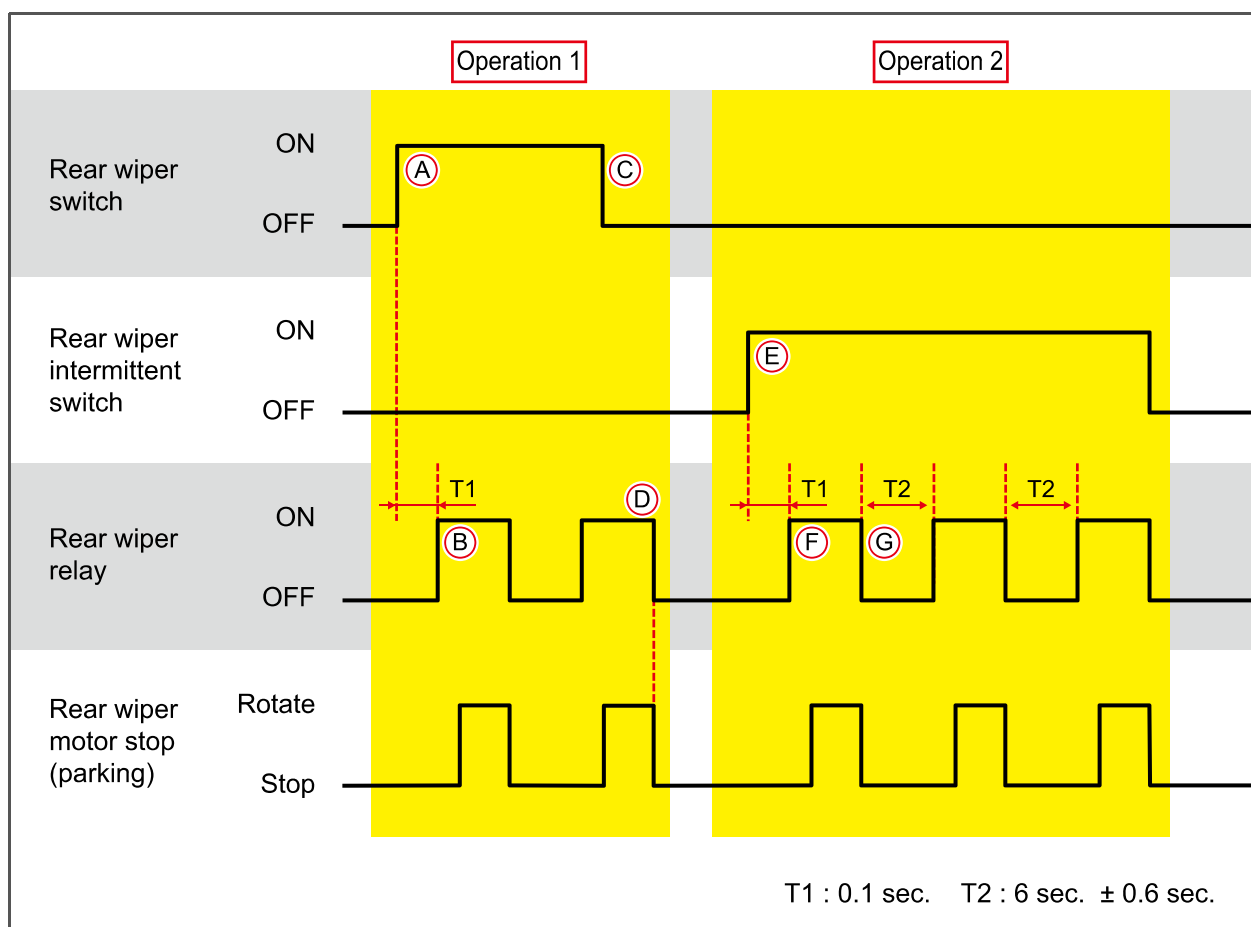 Operation 1
Operation 2
Rear wiper
switch
ON
OFF
A
C
Rear wiper
intermittent
switch
ON
OFF
E
Rear wiper
relay
ON
OFF
T1
B
D
T1
T2
T2
F
G
Rear wiper
motor stop
(parking)
Rotate
Stop
T1 : 0.1 sec. T2 : 6 sec. ± 0.6 sec.